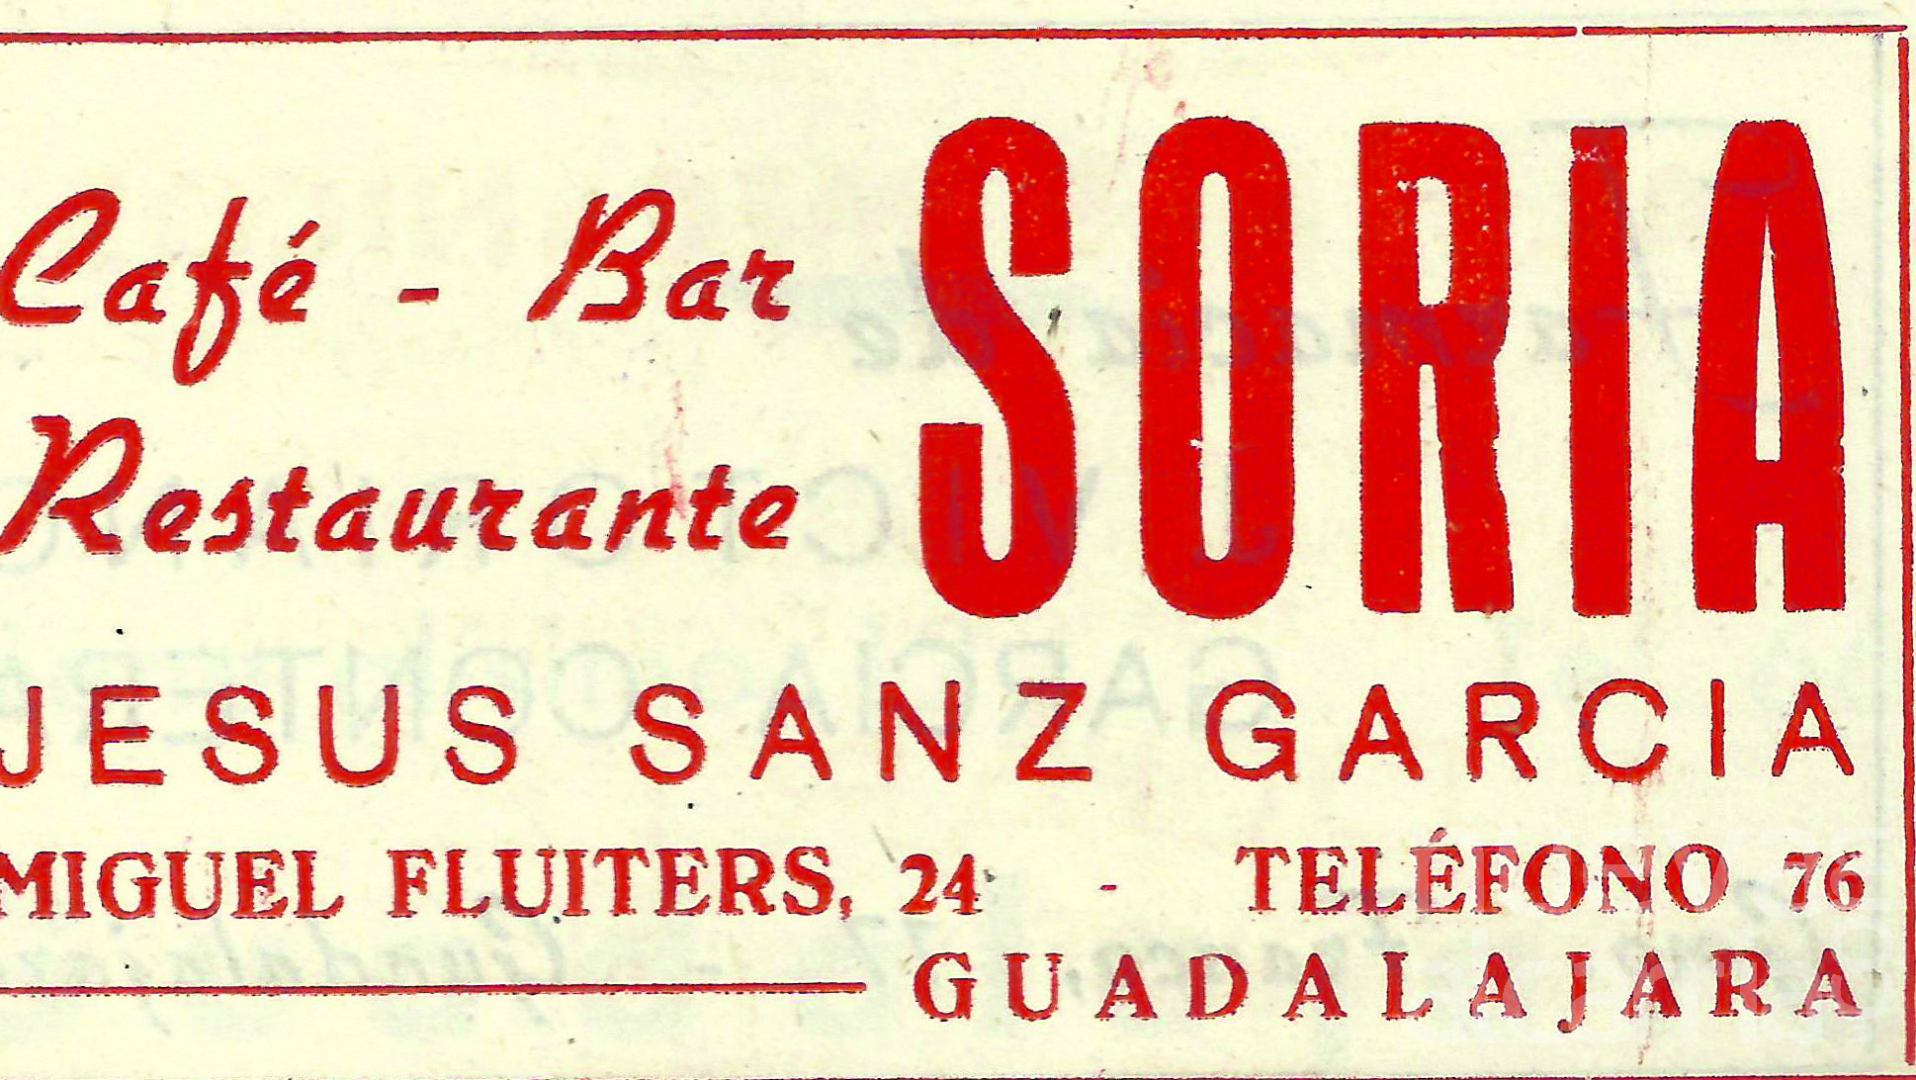 Café - Bar SORIA
Restaurante
JESUS SANZ GARCIA
MIGUEL FLUITERS, 24 - TELÉFONO 76
GUADALAJARA